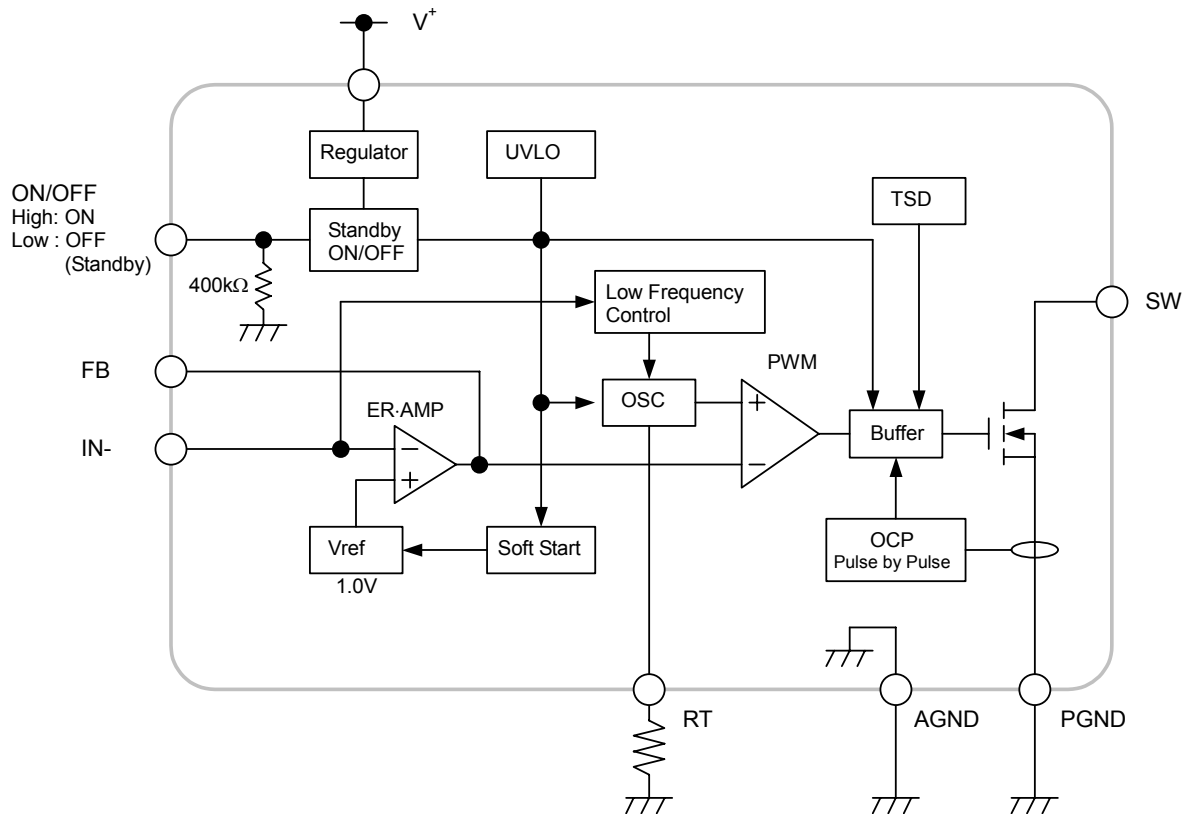 V+
Regulator
UVLO
ON/OFF
High: ON
Low : OFF
(Standby)
Standby
ON/OFF
TSD
400kΩ
Low Frequency
Control
SW
FB
PWM
ER·AMP
OSC
+
Buffer
IN-
−
+
−
Vref
1.0V
Soft Start
OCP
Pulse by Pulse
RT
AGND
PGND